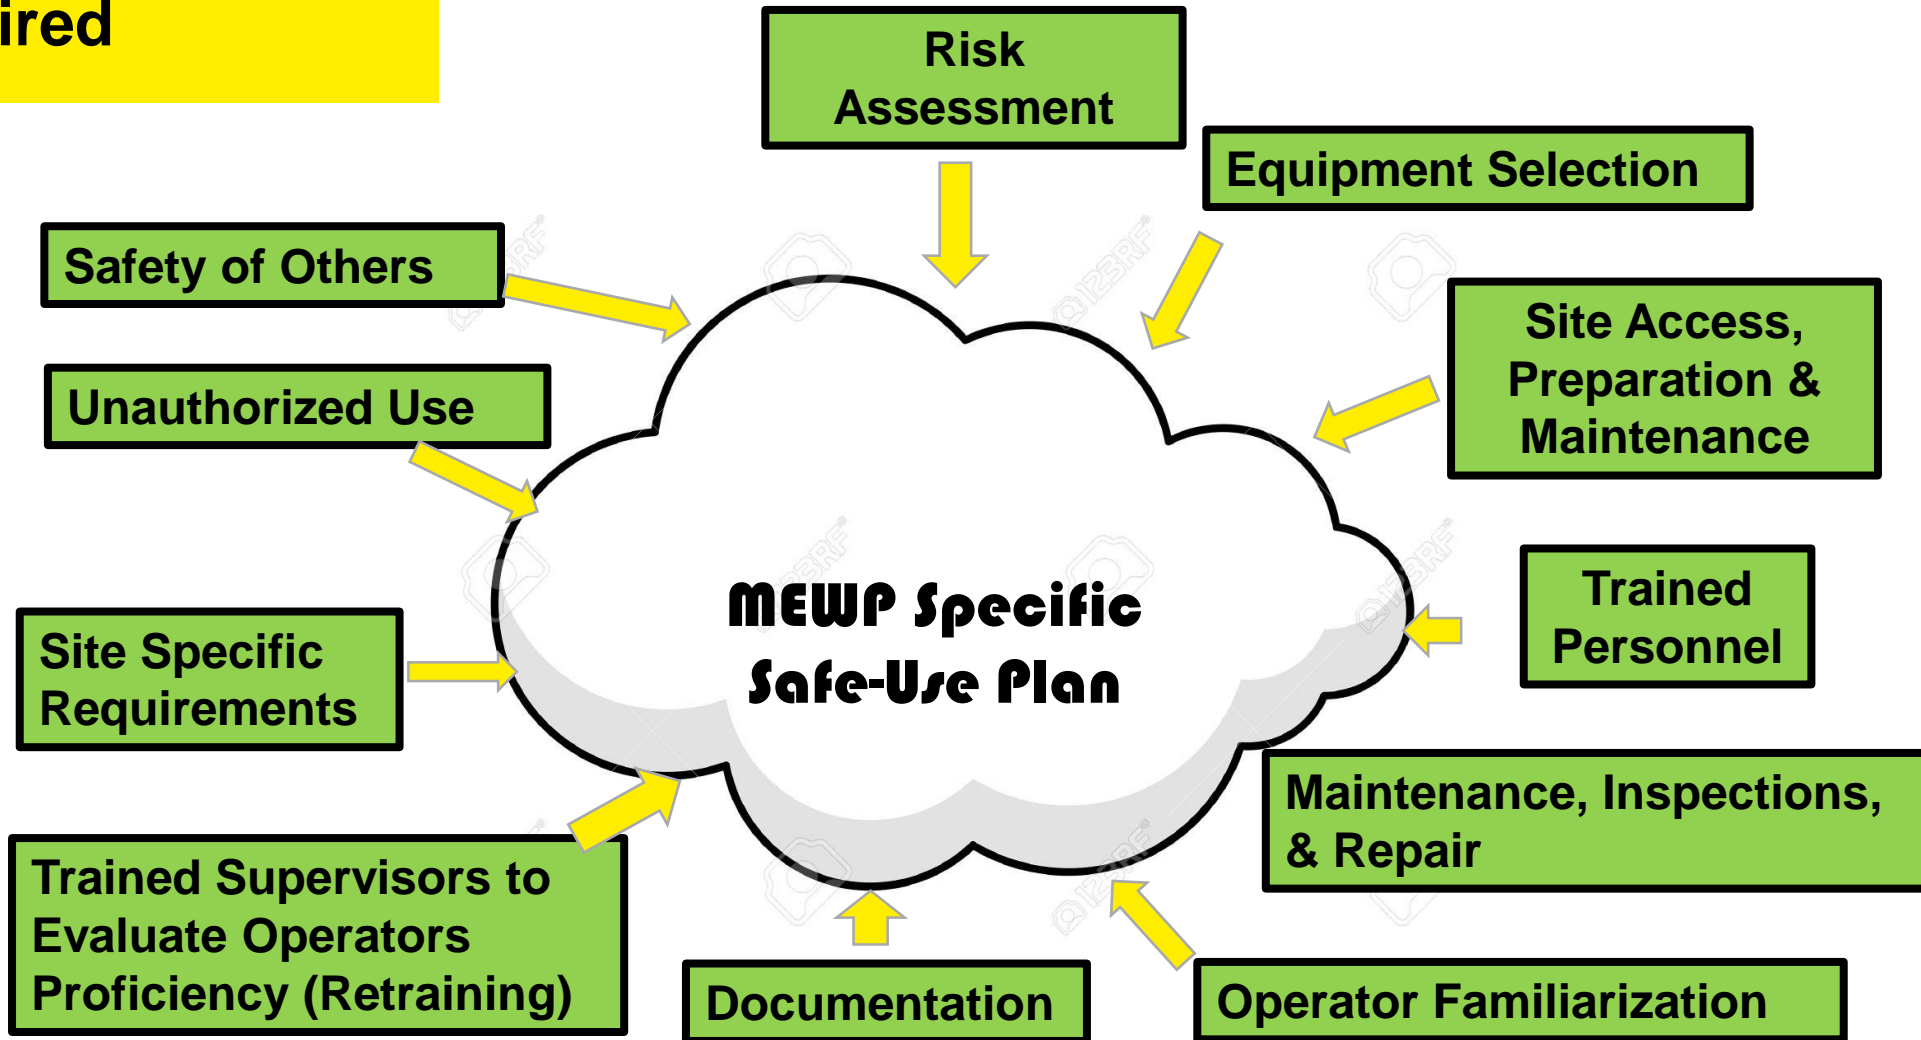 ired
Risk
Assessment
Equipment Selection
Safety of Others
Site Access,
Preparation &
Maintenance
Unauthorized Use
MEWP Specific
Safe-Use Plan
Trained
Personnel
Site Specific
Requirements
Maintenance, Inspections,
& Repair
Trained Supervisors to
Evaluate Operators
Proficiency (Retraining)
Documentation
Operator Familiarization